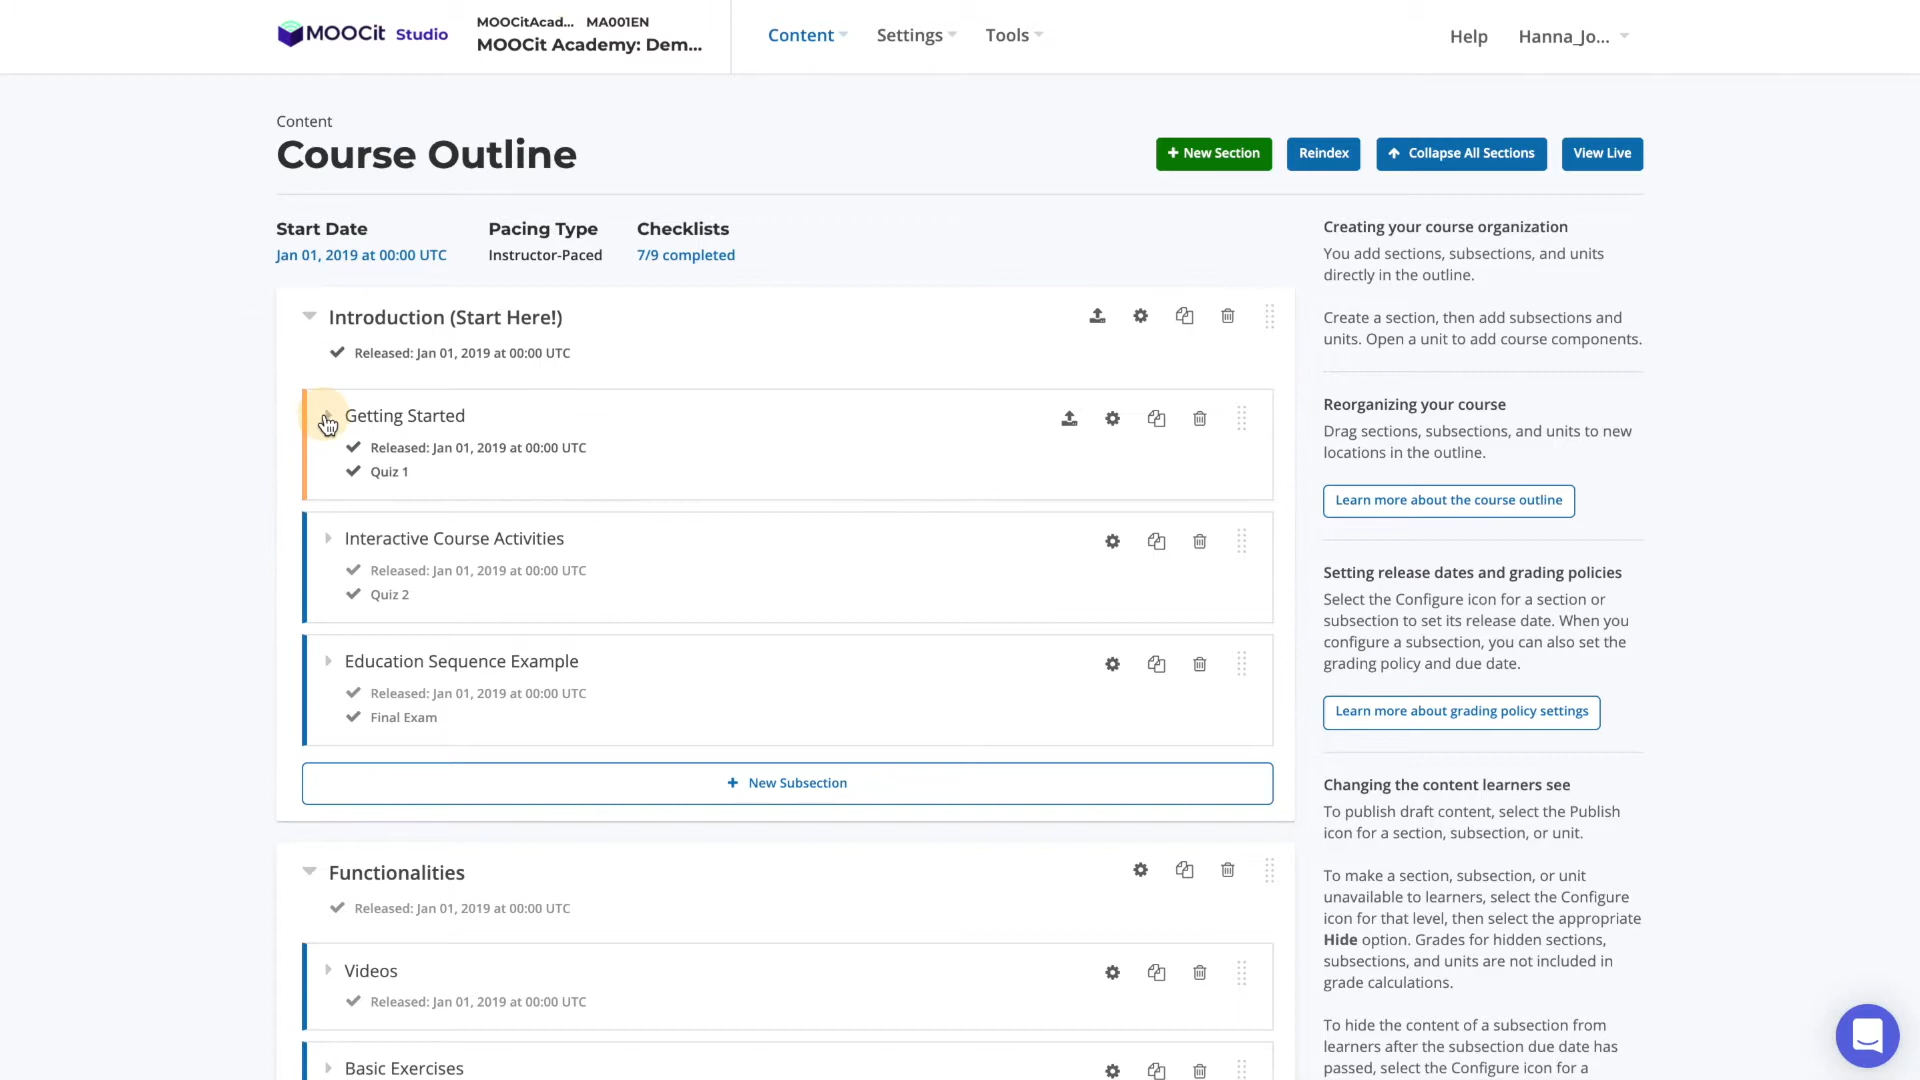 MOOCit Studio
MOOCitAcad... MA001EN
MOOCit Academy: Dem...
Content
Settings
Tools
Help
Hanna_Jo...
Content
Course Outline
+ New Section
Reindex
Collapse All Sections
View Live
Start Date
Jan 01, 2019 at 00:00 UTC
Pacing Type
Instructor-Paced
Checklists
7/9 completed
Introduction (Start Here!)
Released: Jan 01, 2019 at 00:00 UTC
Getting Started
Released: Jan 01, 2019 at 00:00 UTC
Quiz 1
Interactive Course Activities
Released: Jan 01, 2019 at 00:00 UTC
Quiz 2
Education Sequence Example
Released: Jan 01, 2019 at 00:00 UTC
Final Exam
+ New Subsection
Functionalities
Released: Jan 01, 2019 at 00:00 UTC
Videos
Released: Jan 01, 2019 at 00:00 UTC
Basic Exercises
Creating your course organization
You add sections, subsections, and units
directly in the outline.
Create a section, then add subsections and
units. Open a unit to add course components.
Reorganizing your course
Drag sections, subsections, and units to new
locations in the outline.
Learn more about the course outline
Setting release dates and grading policies
Select the Configure icon for a section or
subsection to set its release date. When you
configure a subsection, you can also set the
grading policy and due date.
Learn more about grading policy settings
Changing the content learners see
To publish draft content, select the Publish
icon for a section, subsection, or unit.
To make a section, subsection, or unit
unavailable to learners, select the Configure
icon for that level, then select the appropriate
Hide option. Grades for hidden sections,
subsections, and units are not included in
grade calculations.
To hide the content of a subsection from
learners after the subsection due date has
passed, select the Configure icon for a